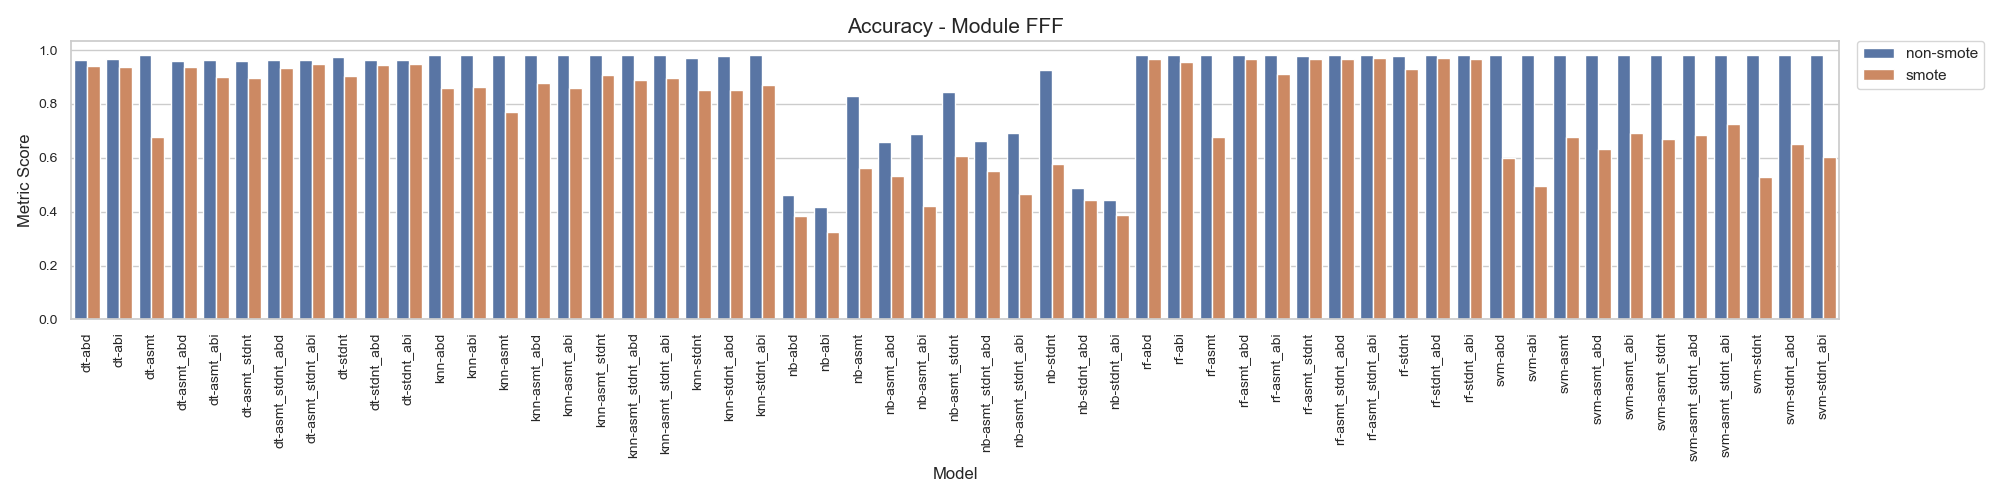 Accuracy - Module FFF
non-smote
smote
Metric Score
1.0
0.8
0.6
0.4
0.2
0.0
dt-abd
dt-abi
dt-asmt
dt-asmt_abd
dt-asmt_abi
dt-asmt_stdnt
dt-asmt_stdnt_abd
dt-asmt_stdnt_abi
dt-stdnt
dt-stdnt_abd
dt-stdnt_abi
knn-abd
knn-abi
knn-asmt
knn-asmt_abd
knn-asmt_abi
knn-asmt_stdnt
knn-asmt_stdnt_abd
knn-asmt_stdnt_abi
knn-stdnt
knn-stdnt_abd
knn-stdnt_abi
nb-abd
nb-abi
nb-asmt
nb-asmt_abd
nb-asmt_abi
nb-asmt_stdnt
nb-asmt_stdnt_abd
nb-asmt_stdnt_abi
nb-stdnt
nb-stdnt_abd
nb-stdnt_abi
rf-abd
rf-abi
rf-asmt
rf-asmt_abd
rf-asmt_abi
rf-asmt_stdnt
rf-asmt_stdnt_abd
rf-asmt_stdnt_abi
rf-stdnt
rf-stdnt_abd
rf-stdnt_abi
svm-abd
svm-abi
svm-asmt
svm-asmt_abd
svm-asmt_abi
svm-asmt_stdnt
svm-asmt_stdnt_abd
svm-asmt_stdnt_abi
svm-stdnt
svm-stdnt_abd
svm-stdnt_abi
Model